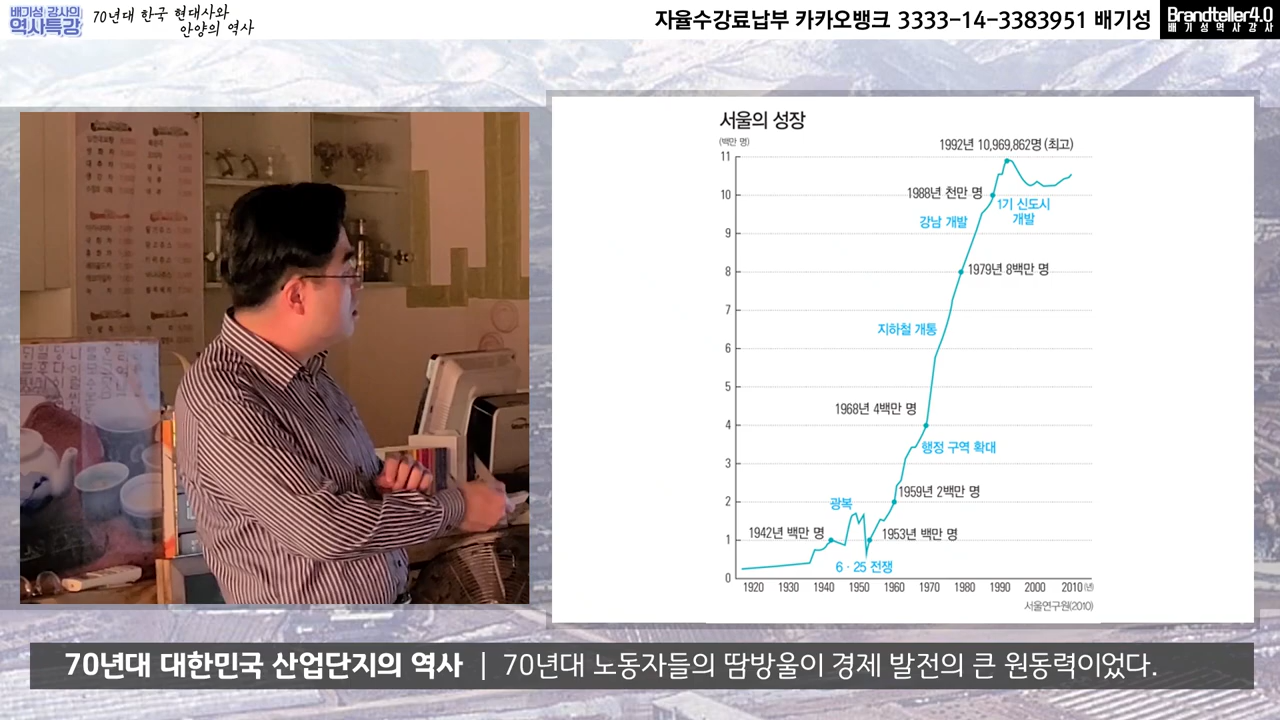 배기성 강사의
역사특강
70년대 한국 현대사와
안양의 역사
자율수강료납부 카카오뱅크 3333-14-3383951 배기성
Brandteller4.0
배기성역사강사
서울의 성장
(백만 명)
1992년 10,969,862명 (최고)
11
1988년 천만 명
10
1기 신도시
개발
강남 개발
9
1979년 8백만 명
8
7
지하철 개통
6
5
1968년 4백만 명
4
행정 구역 확대
3
1959년 2백만 명
2
광복
1942년 백만 명
1953년 백만 명
1
6·25 전쟁
0
1920 1930 1940 1950 1960 1970 1980 1990 2000 2010 (년)
서울연구원(2010)
70년대 대한민국 산업단지의 역사 | 70년대 노동자들의 땀방울이 경제 발전의 큰 원동력이었다.